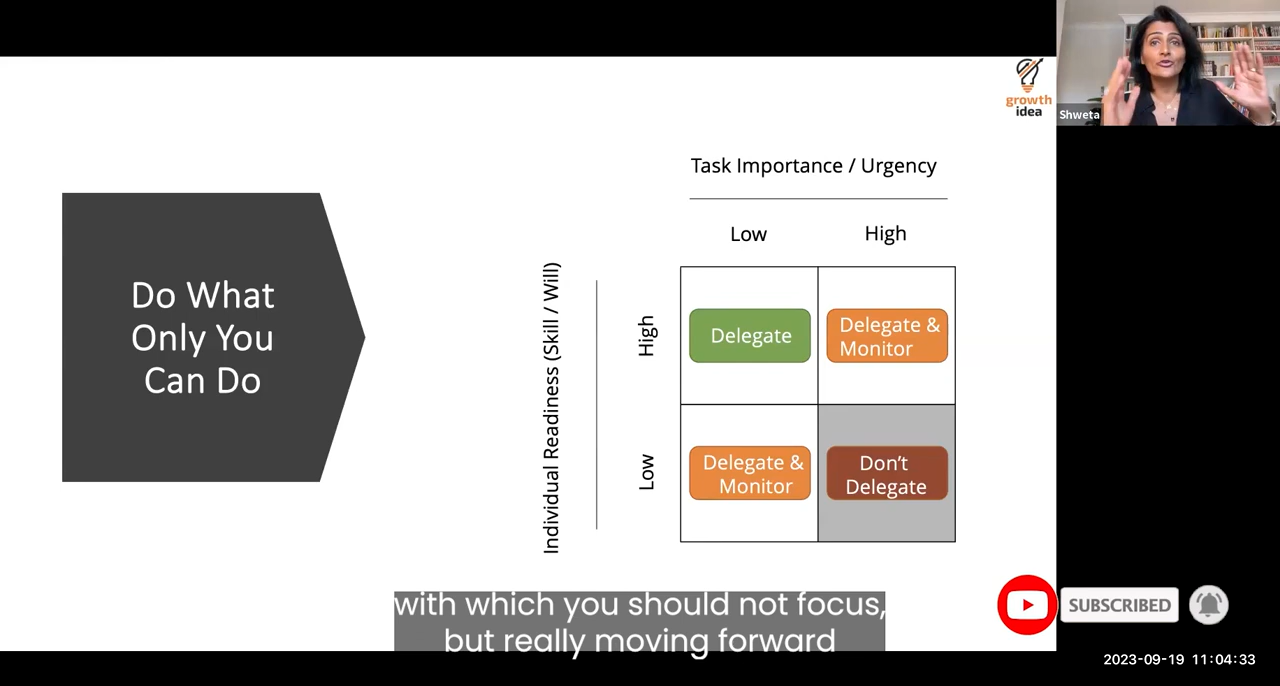 growth
idea
Shweta
Task Importance / Urgency
Low
High
Do What
Only You
Can Do
Individual Readiness (Skill / Will)
High
Delegate
Delegate &
Monitor
Low
Delegate &
Monitor
Don't
Delegate
with which you should not focus,
but really moving forward
SUBSCRIBED
2023-09-19 11:04:33